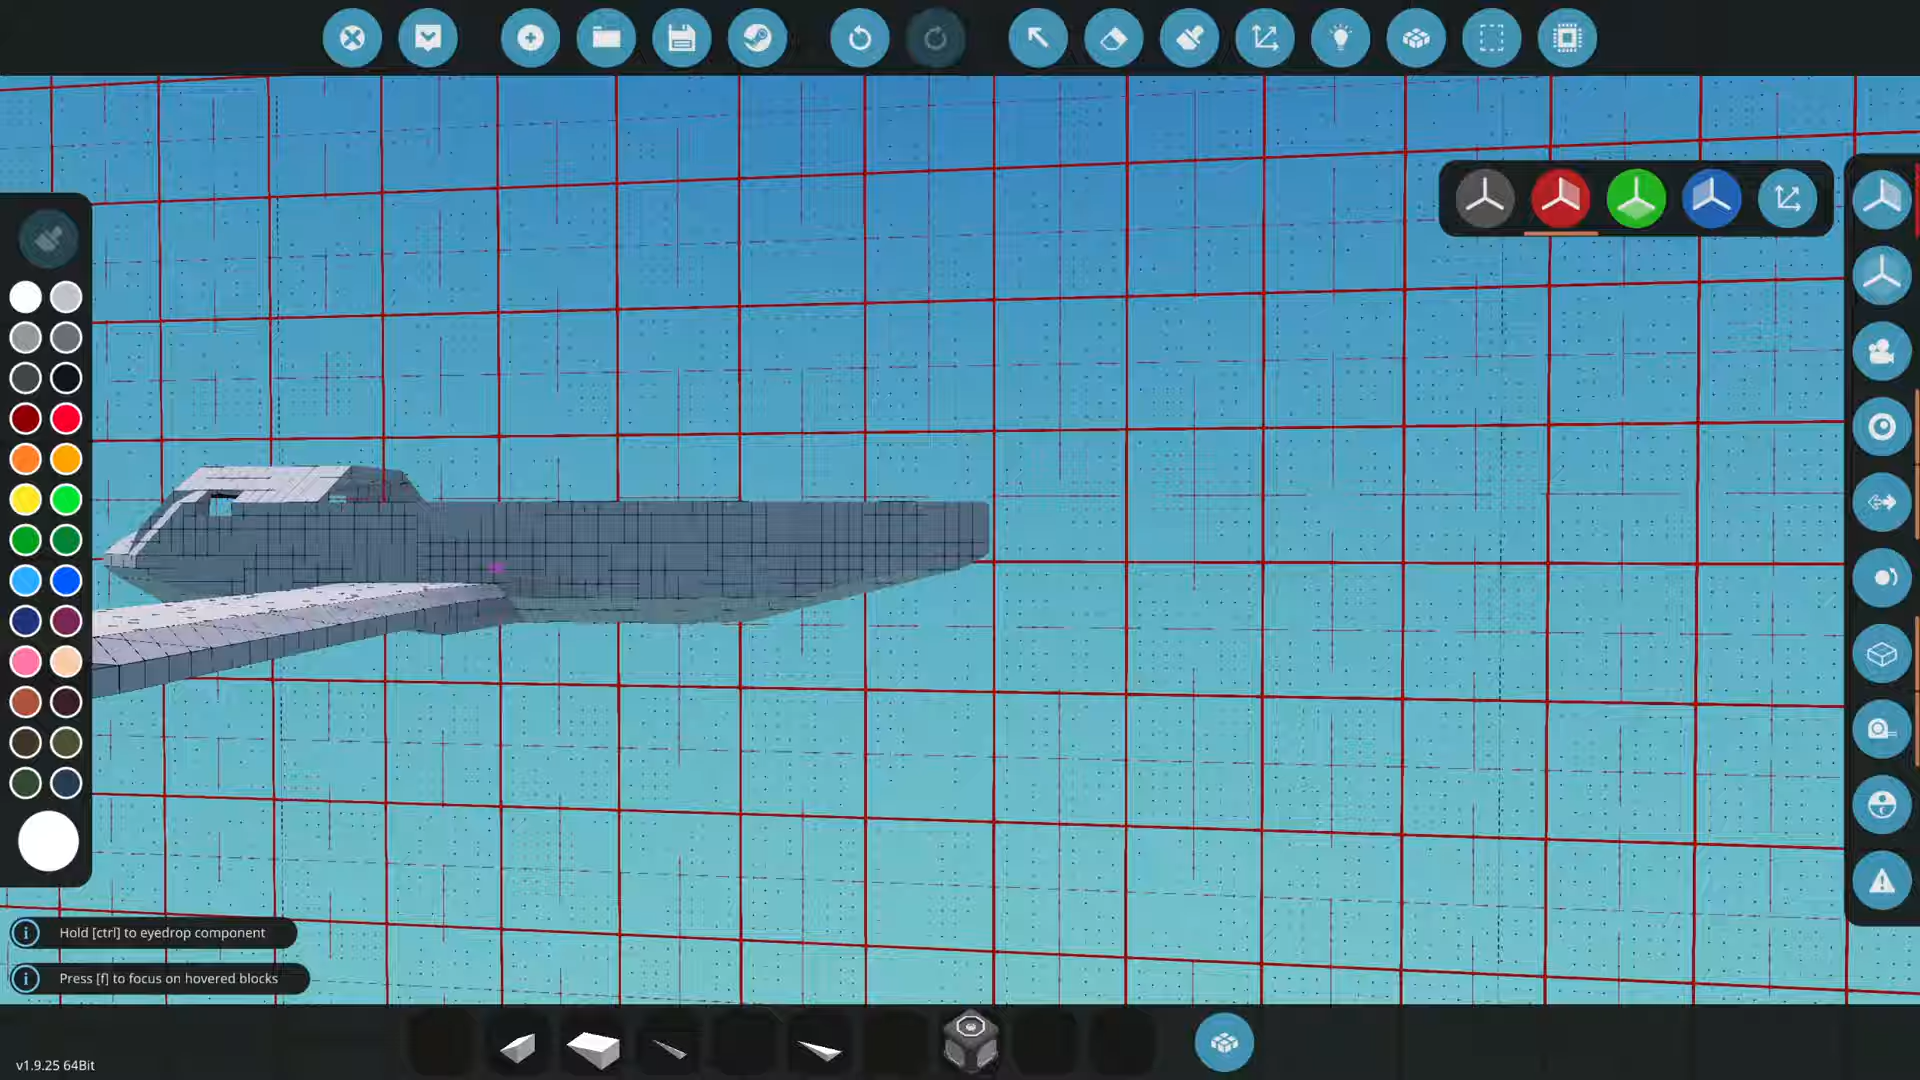 Hold [ctrl] to eyedrop component
Press [f] to focus on hovered blocks
v1.9.25 64Bit